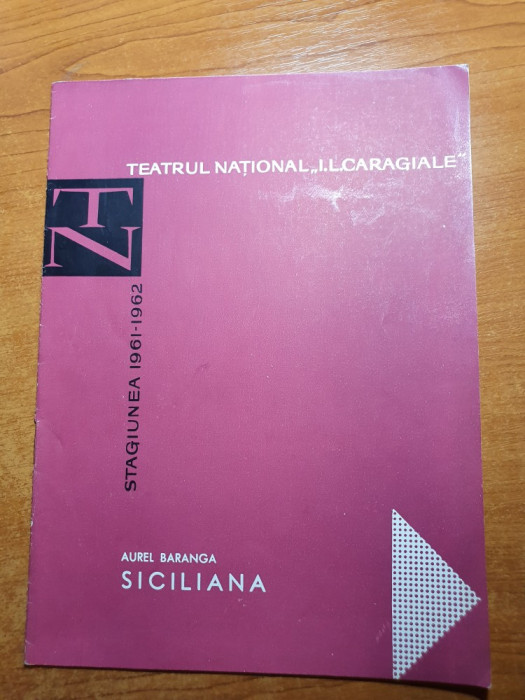 TEATRUL NAȚIONAL „I.L.CARAGIALE"
TN
STAGIUNEA 1961-1962
AUREL BARANGA
SICILIANA